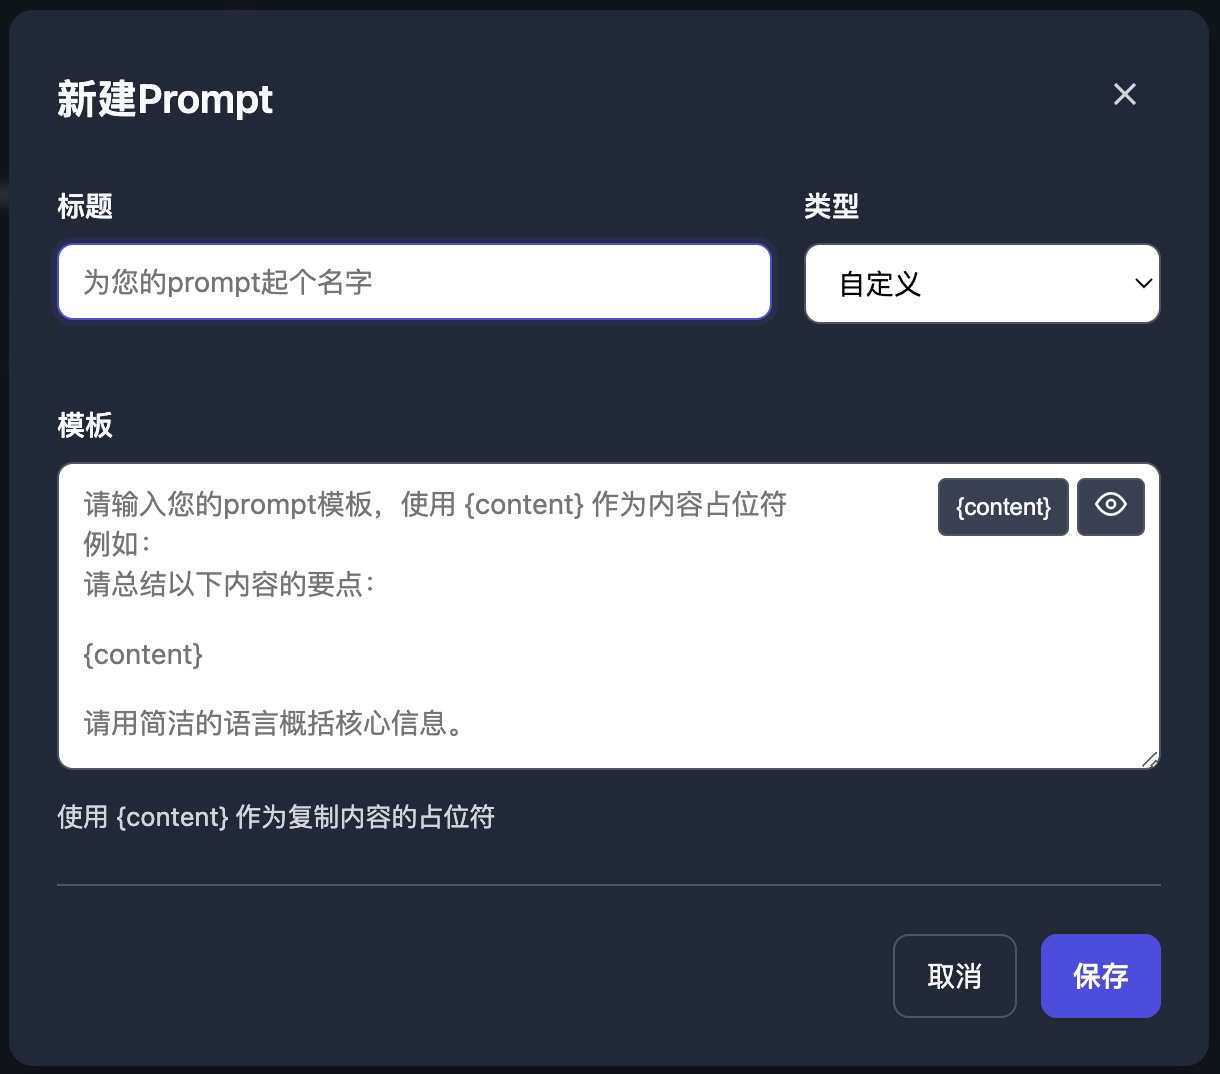 新建Prompt
标题
类型
为您的prompt起个名字
自定义
模板
请输入您的prompt模板，使用 {content} 作为内容占位符
{content}
例如：
请总结以下内容的要点：
{content}
请用简洁的语言概括核心信息。
使用 {content} 作为复制内容的占位符
取消
保存